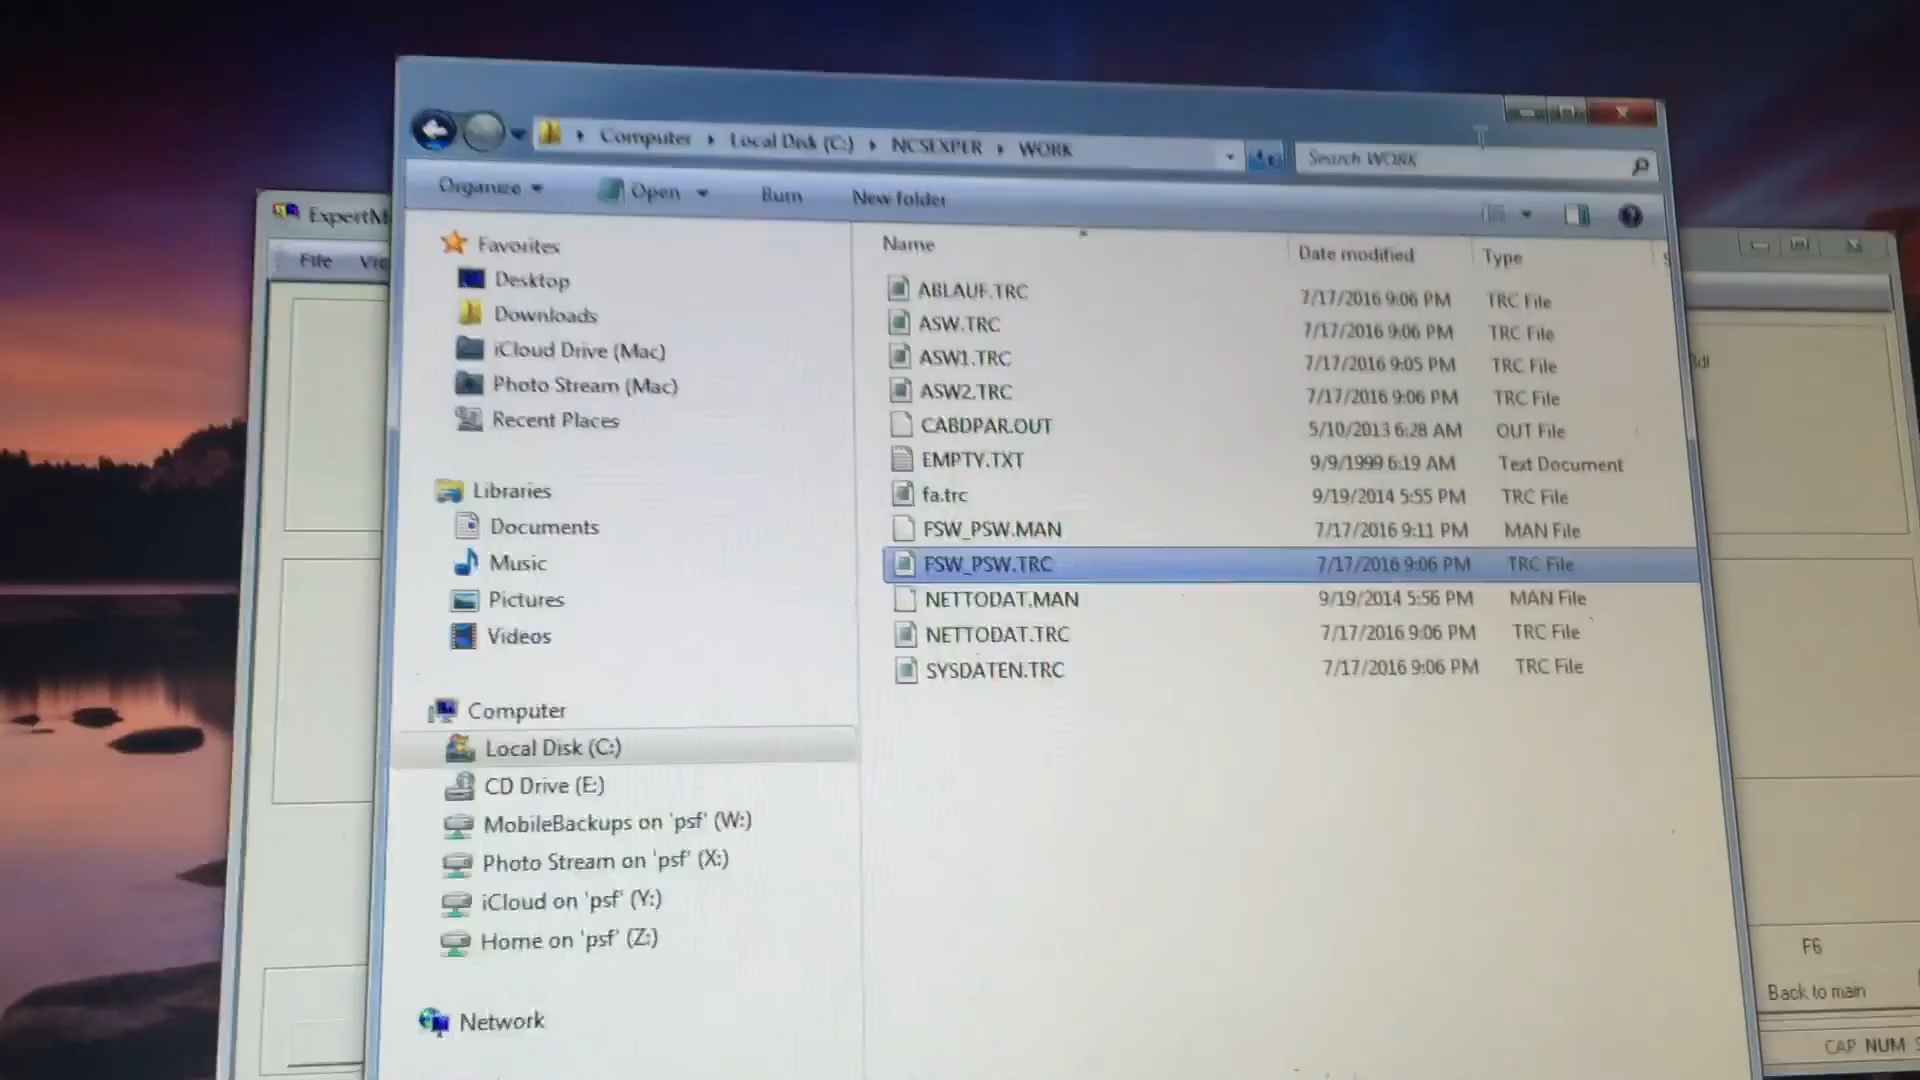 Computer Local Disk (C:) NCSEXPER WORK
Search WORK
Organize Open Burn New folder
File
Name Date modified Type
Favorites
Desktop
Downloads
iCloud Drive (Mac)
Photo Stream (Mac)
Recent Places
Libraries
Documents
Music
Pictures
Videos
Computer
Local Disk (C:)
CD Drive (E:)
MobileBackups on 'psf' (W:)
Photo Stream on 'psf' (X:)
iCloud on 'psf' (Y:)
Home on 'psf' (Z:)
Network
ABLAUF.TRC 7/17/2016 9:06 PM TRC File
ASW.TRC 7/17/2016 9:06 PM TRC File
ASW1.TRC 7/17/2016 9:05 PM TRC File
ASW2.TRC 7/17/2016 9:06 PM TRC File
CABDPAR.OUT 5/10/2013 6:28 AM OUT File
EMPTY.TXT 9/9/1999 6:19 AM Text Document
fa.trc 9/19/2014 5:55 PM TRC File
FSW_PSW.MAN 7/17/2016 9:11 PM MAN File
FSW_PSW.TRC 7/17/2016 9:06 PM TRC File
NETTODAT.MAN 9/19/2014 5:56 PM MAN File
NETTODAT.TRC 7/17/2016 9:06 PM TRC File
SYSDATEN.TRC 7/17/2016 9:06 PM TRC File
F6
Back to main
CAP NUM